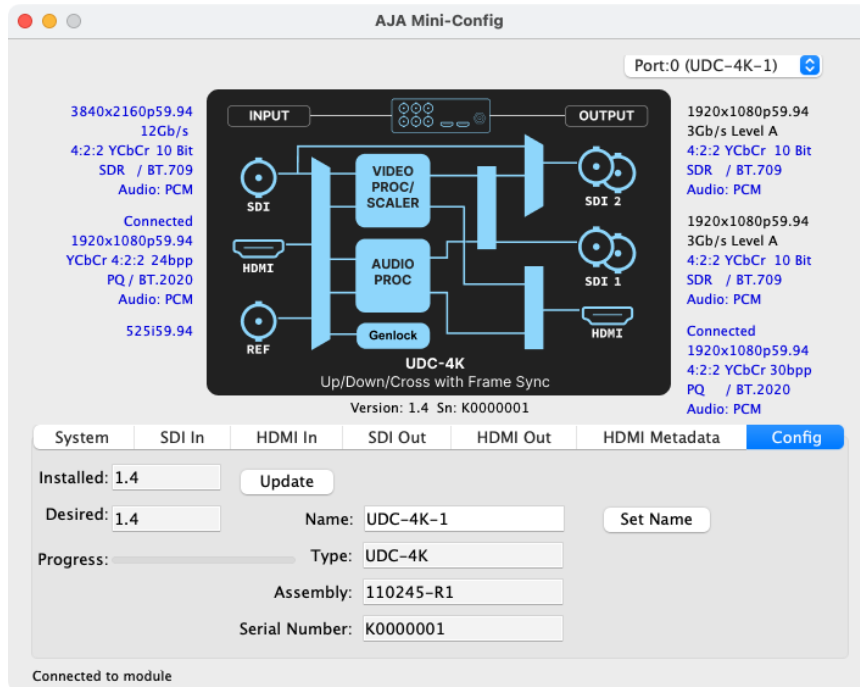 AJA Mini-Config
Port:0 (UDC-4K-1)
3840x2160p59.94
12Gb/s
4:2:2 YCbCr 10 Bit
SDR / BT.709
Audio: PCM
Connected
1920x1080p59.94
YCbCr 4:2:2 24bpp
PQ / BT.2020
Audio: PCM
525i59.94
INPUT
OUTPUT
SDI
HDMI
REF
VIDEO
PROC/
SCALER
AUDIO
PROC
Genlock
SDI 2
SDI 1
HDMI
UDC-4K
Up/Down/Cross with Frame Sync
1920x1080p59.94
3Gb/s Level A
4:2:2 YCbCr 10 Bit
SDR / BT.709
Audio: PCM
1920x1080p59.94
3Gb/s Level A
4:2:2 YCbCr 10 Bit
SDR / BT.709
Audio: PCM
Connected
1920x1080p59.94
4:2:2 YCbCr 30bpp
PQ / BT.2020
Audio: PCM
Version: 1.4 Sn: K0000001
System SDI In HDMI In SDI Out HDMI Out HDMI Metadata Config
Installed: 1.4 Update
Desired: 1.4 Name: UDC-4K-1 Set Name
Progress: Type: UDC-4K
Assembly: 110245-R1
Serial Number: K0000001
Connected to module